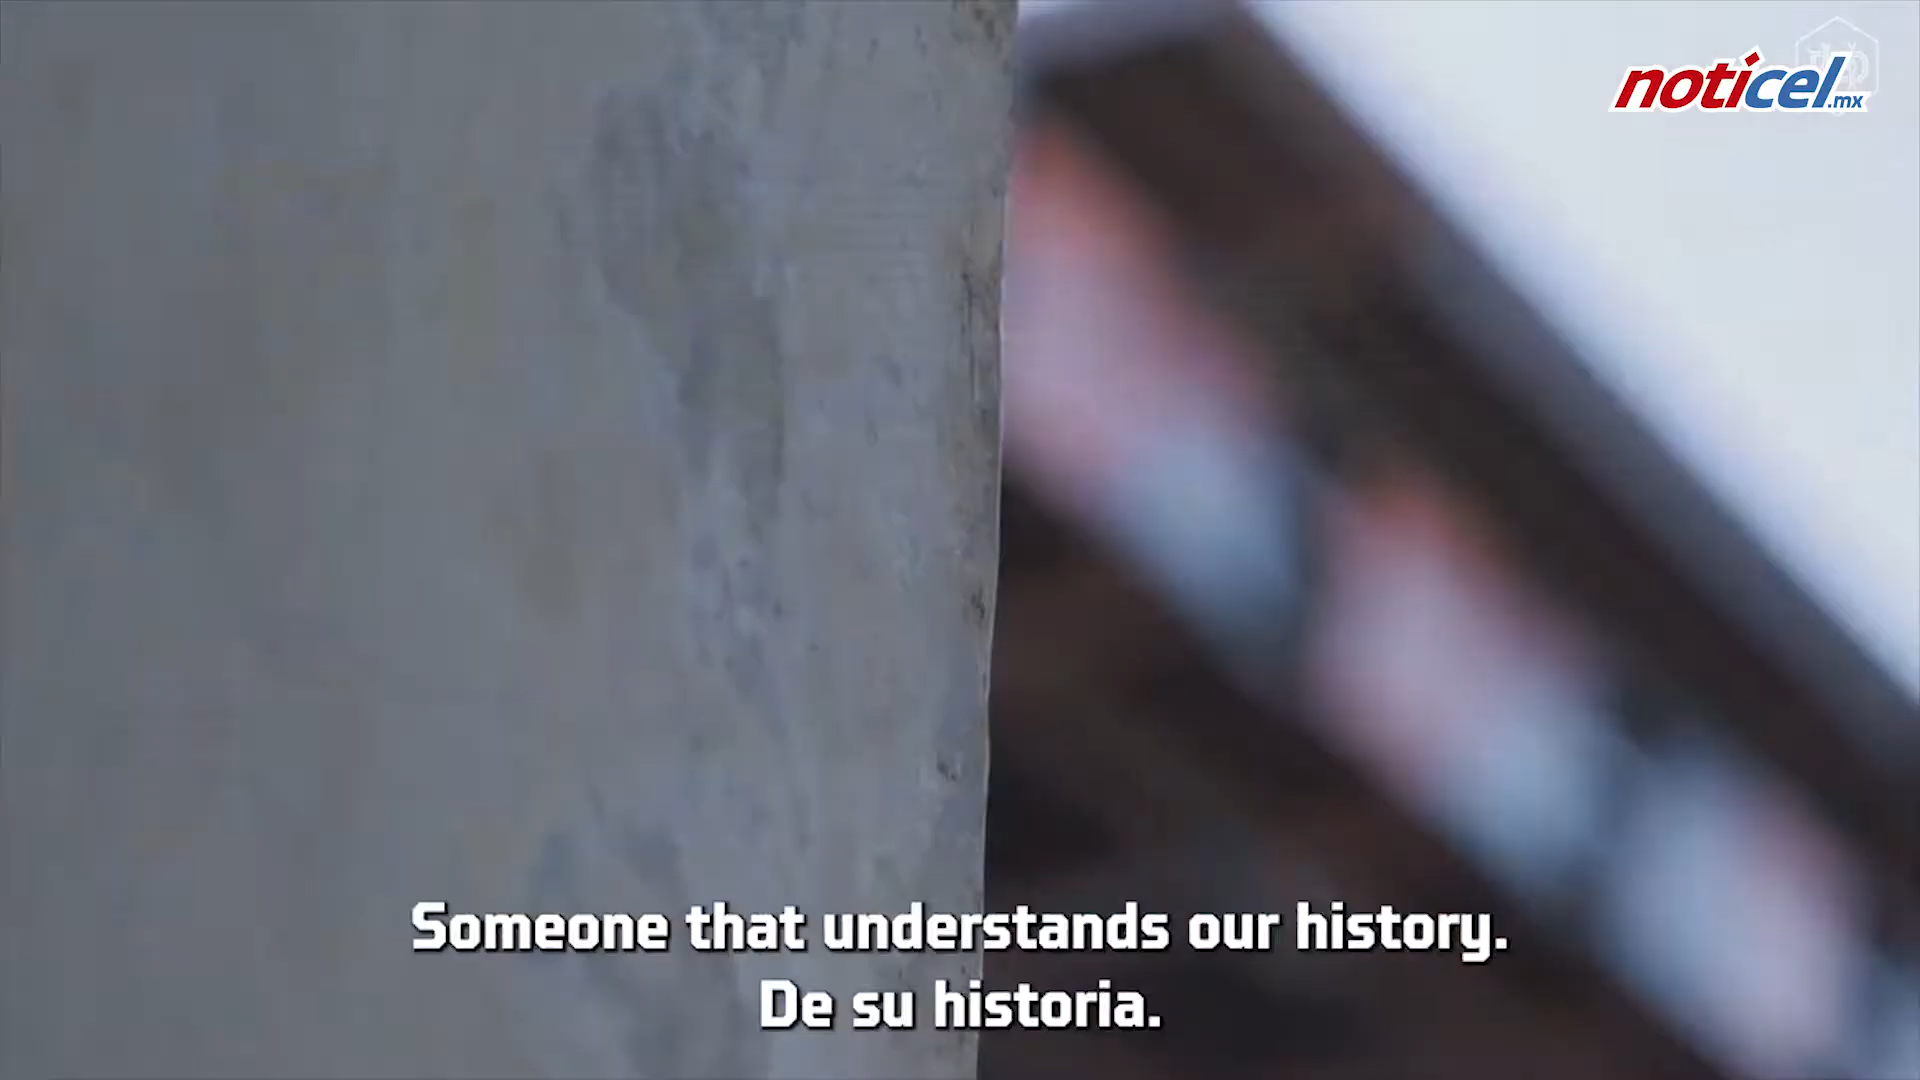 noticel.mx
Someone that understands our history.
De su historia.